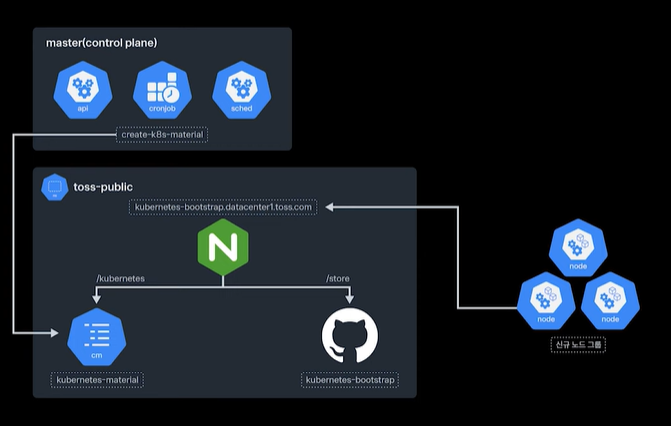 master(control plane)
api
cronjob
sched
create-k8s-material
toss-public
kubernetes-bootstrap.datacenter1.toss.com
N
/kubernetes
/store
cm
kubernetes-material
kubernetes-bootstrap
node
node
node
신규 노드 그룹